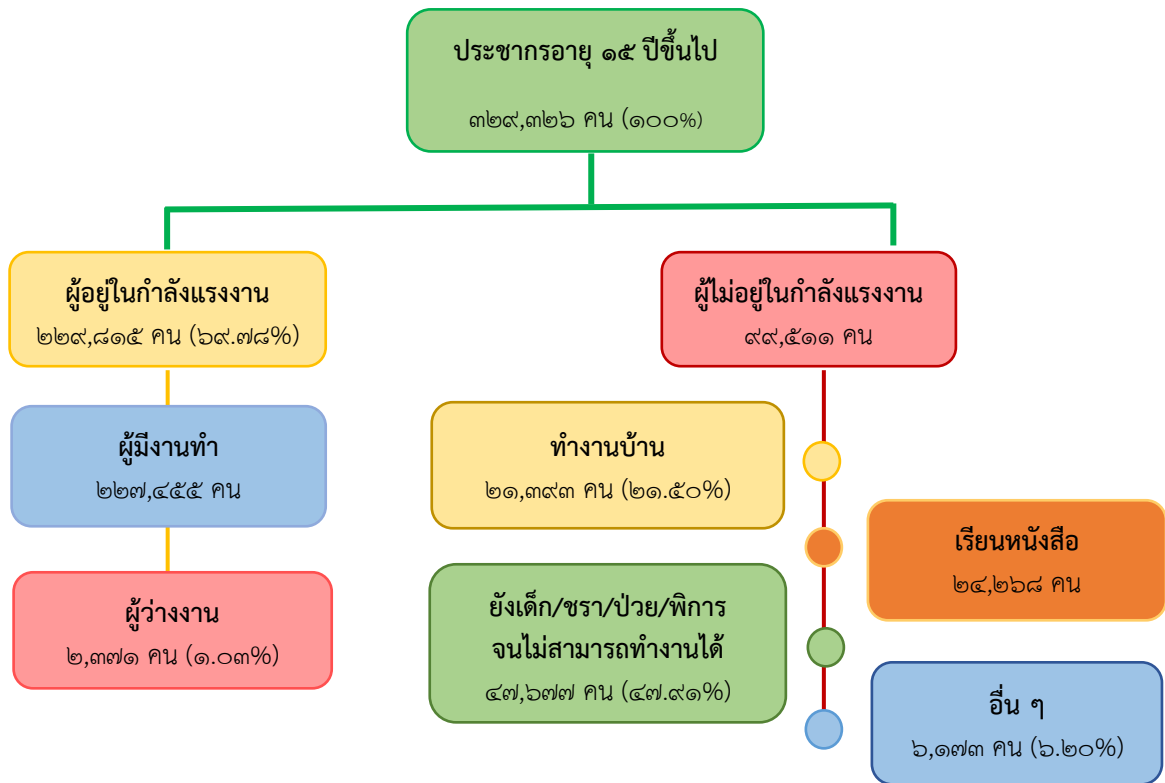 ประชากรอายุ ๑๕ ปีขึ้นไป
๓๒๙,๓๒๖ คน (๑๐๐%)
ผู้อยู่ในกำลังแรงงาน
๒๒๙,๘๑๕ คน (๖๙.๗๘%)
ผู้ไม่อยู่ในกำลังแรงงาน
๙๙,๕๑๑ คน
ผู้มีงานทำ
๒๒๗,๔๕๕ คน
ทำงานบ้าน
๒๑,๓๙๓ คน (๒๑.๕๐%)
เรียนหนังสือ
๒๔,๒๖๘ คน
ผู้ว่างงาน
๒,๓๗๑ คน (๑.๐๓%)
ยังเด็ก/ชรา/ป่วย/พิการ
จนไม่สามารถทำงานได้
๔๗,๖๗๗ คน (๔๗.๙๑%)
อื่น ๆ
๖,๑๗๓ คน (๖.๒๐%)